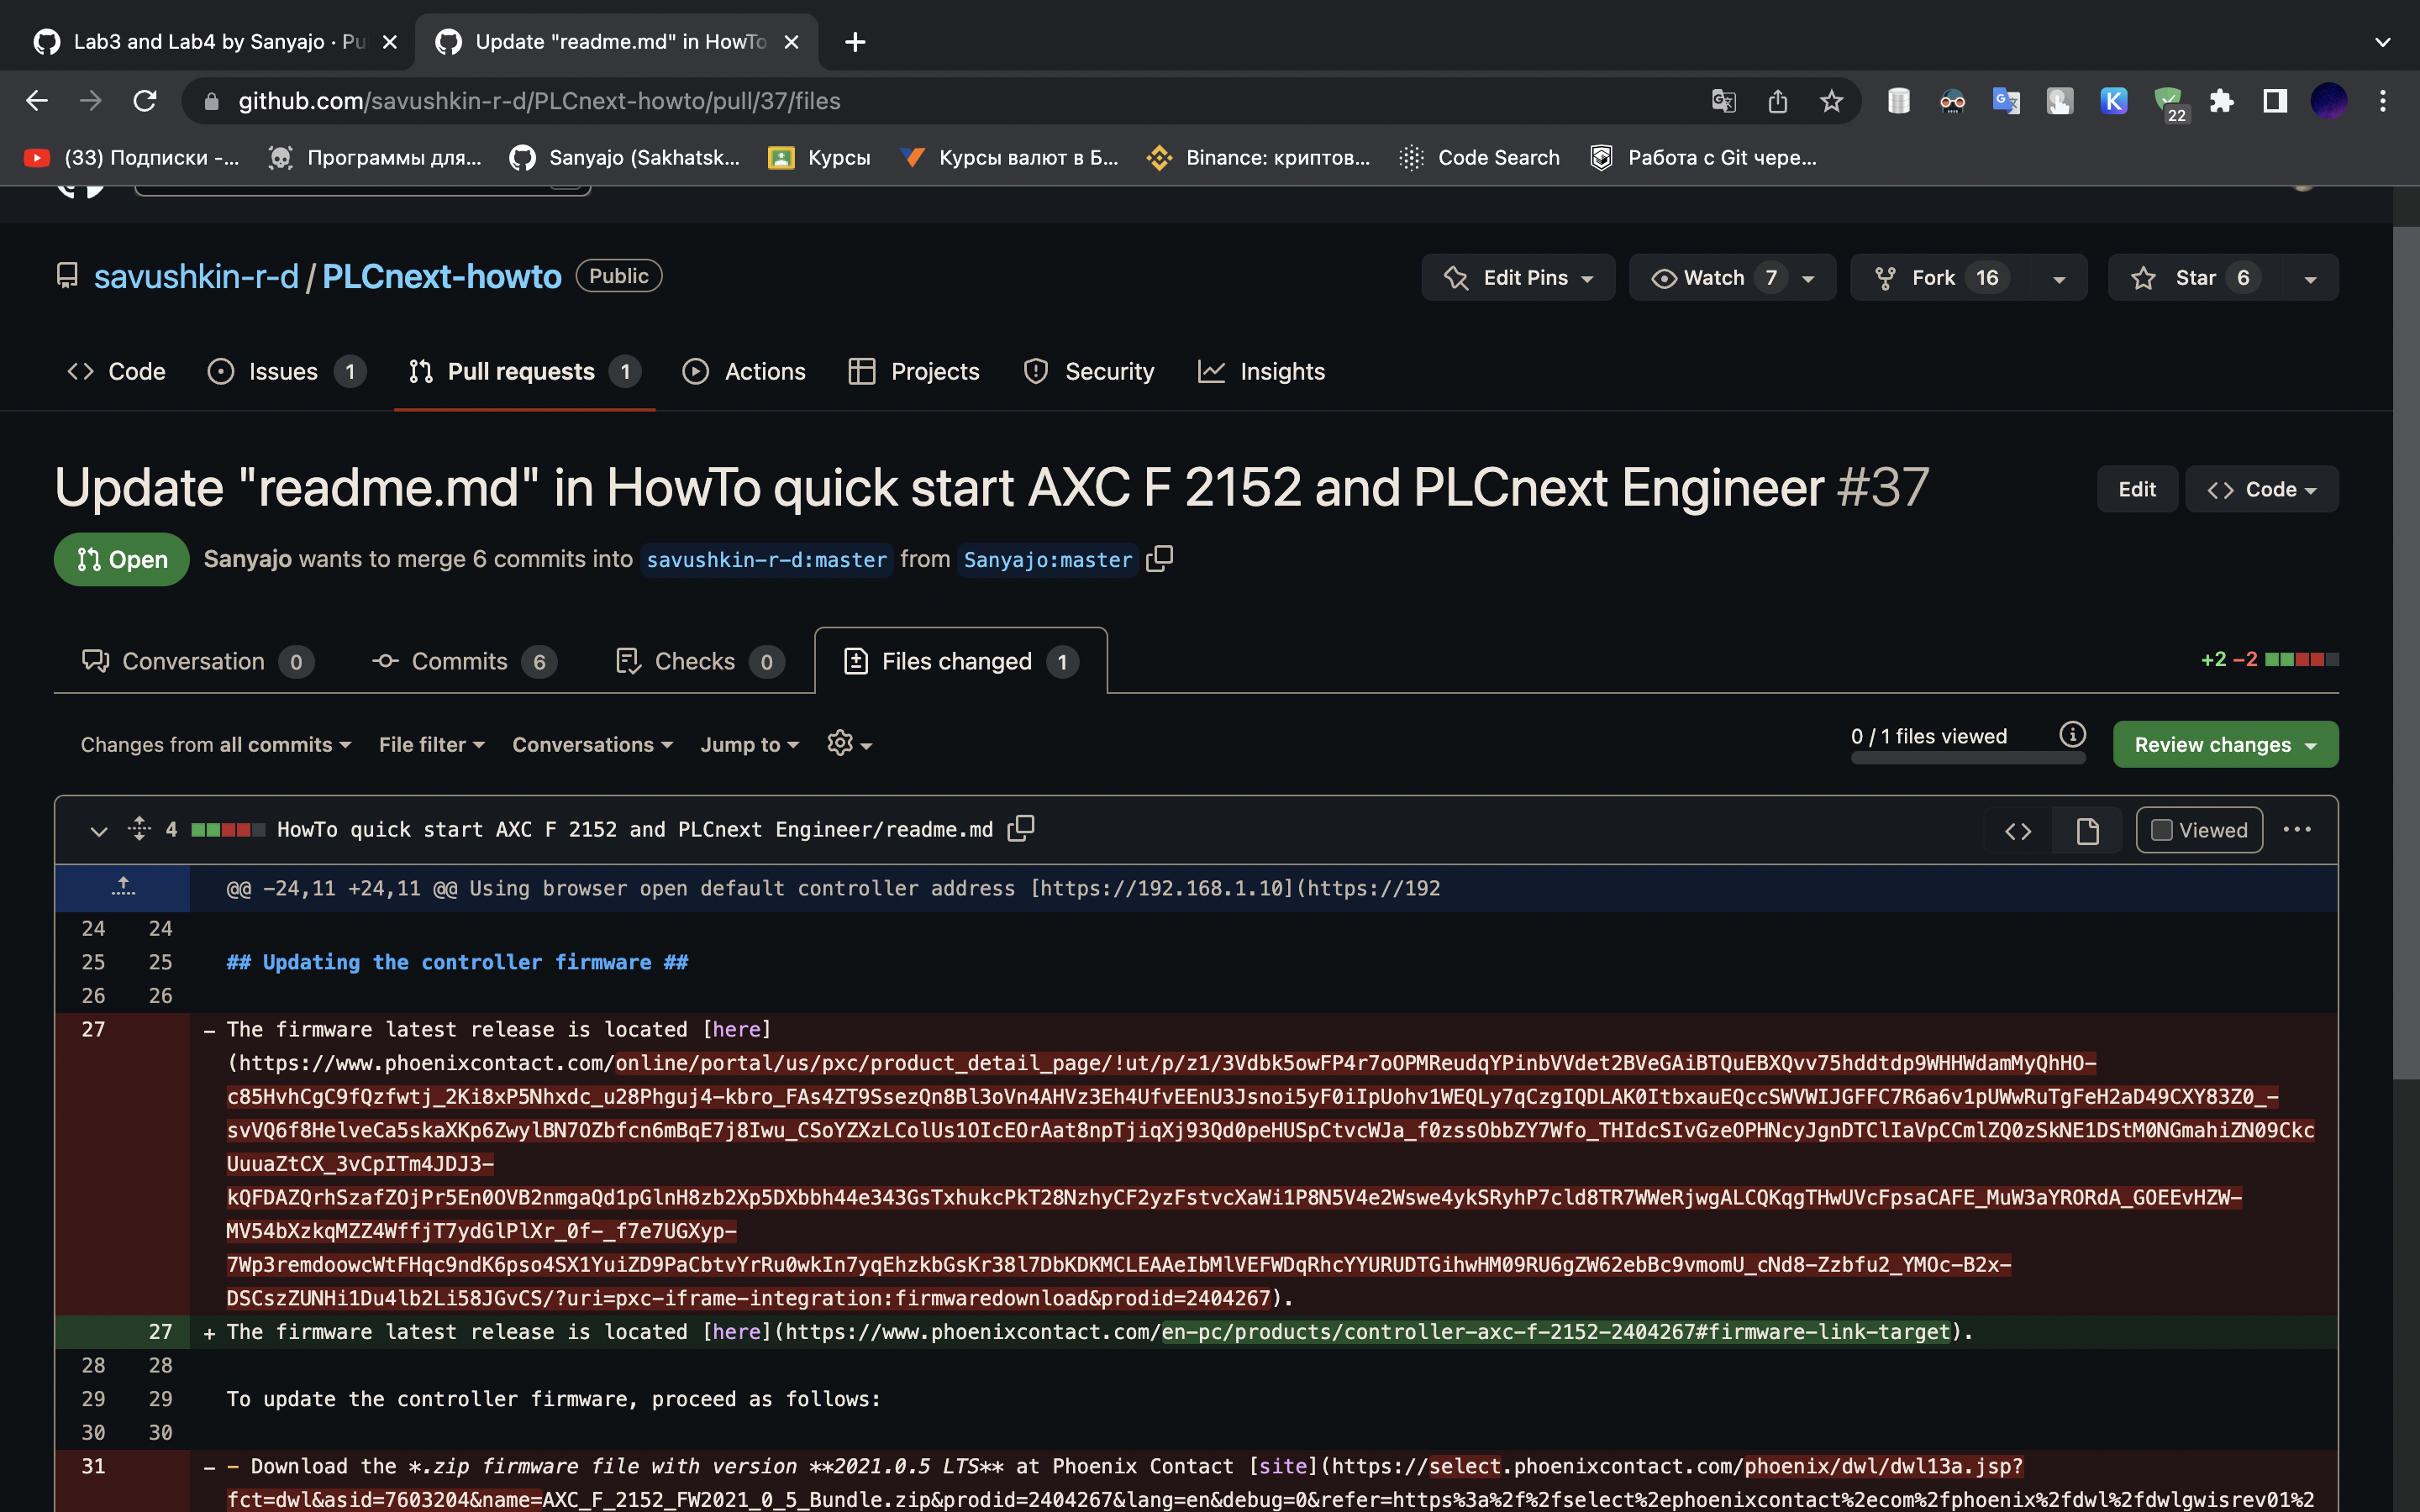 Lab3 and Lab4 by Sanyajo · Pu
Update "readme.md" in HowTo
github.com/savushkin-r-d/PLCnext-howto/pull/37/files
22
(33) Подписки -...
Программы для...
Sanyajo (Sakhatsk...
Курсы
Курсы валют в Б...
Binance: криптов...
Code Search
Работа с Git чере...
savushkin-r-d / PLCnext-howto Public
Edit Pins
Watch 7
Fork 16
Star 6
Code
Issues 1
Pull requests 1
Actions
Projects
Security
Insights
Update "readme.md" in HowTo quick start AXC F 2152 and PLCnext Engineer #37
Edit
Code
Open
Sanyajo wants to merge 6 commits into savushkin-r-d:master from Sanyajo:master
Conversation 0
Commits 6
Checks 0
Files changed 1
+2 −2
Changes from all commits
File filter
Conversations
Jump to
0 / 1 files viewed
Review changes
4 HowTo quick start AXC F 2152 and PLCnext Engineer/readme.md
Viewed
@@ -24,11 +24,11 @@ Using browser open default controller address [https://192.168.1.10](https://192
24 24
25 25 ## Updating the controller firmware ##
26 26
27 - The firmware latest release is located [here]
(https://www.phoenixcontact.com/online/portal/us/pxc/product_detail_page/!ut/p/z1/3Vdbk5owFP4r7oOPMReudqYPinbVVdet2BVeGAiBTQuEBXQvv75hddtdp9WHHWdamMyQhHO-
c85HvhCgC9fQzfwtj_2Ki8xP5Nhxdc_u28Phguj4-kbro_FAs4ZT9SsezQn8Bl3oVn4AHVz3Eh4UfvEEnU3Jsnoi5yF0iIpUohv1WEQLy7qCzgIQDLAK0ItbxauEQccSWVWIJGFFC7R6a6v1pUWwRuTgFeH2aD49CXY83Z0_-
svVQ6f8HelveCa5skaXKp6ZwylBN7OZbfcn6mBqE7j8Iwu_CSoYZXzLColUs1OIcEOrAat8npTjiqXj93Qd0peHUSpCtvcWJa_f0zssObbZY7Wfo_THIdcSIvGzeOPHNcyJgnDTClIaVpCCmlZQ0zSkNE1DStM0NGmahiZN09Ckc
UuuaZtCX_3vCpITm4JDJ3-
kQFDAZQrhSzafZOjPr5En0OVB2nmgaQd1pGlnH8zb2Xp5DXbbh44e343GsTxhukcPkT28NzhyCF2yzFstvcXaWi1P8N5V4e2Wswe4ykSRyhP7cld8TR7WWeRjwgALCQKqgTHwUVcFpsaCAFE_MuW3aYRORdA_GOEEvHZW-
MV54bXzkqMZZ4WffjT7ydGlPlXr_0f-_f7e7UGXyp-
7Wp3remdoowcWtFHqc9ndK6pso4SX1YuiZD9PaCbtvYrRu0wkIn7yqEhzkbGsKr38l7DbKDKMCLEAAeIbMlVEFWDqRhcYYURUDTGihwHM09RU6gZW62ebBc9vmomU_cNd8-Zzbfu2_YMOc-B2x-
DSCszZUNHi1Du4lb2Li58JGvCS/?uri=pxc-iframe-integration:firmwaredownload&prodid=2404267).
27 + The firmware latest release is located [here](https://www.phoenixcontact.com/en-pc/products/controller-axc-f-2152-2404267#firmware-link-target).
28 28
29 29 To update the controller firmware, proceed as follows:
30 30
31 - - Download the *.zip firmware file with version **2021.0.5 LTS** at Phoenix Contact [site](https://select.phoenixcontact.com/phoenix/dwl/dwl13a.jsp?
fct=dwl&asid=7603204&name=AXC_F_2152_FW2021_0_5_Bundle.zip&prodid=2404267&lang=en&debug=0&refer=https%3a%2f%2fselect%2ephoenixcontact%2ecom%2fphoenix%2fdwl%2fdwlgwisrev01%2